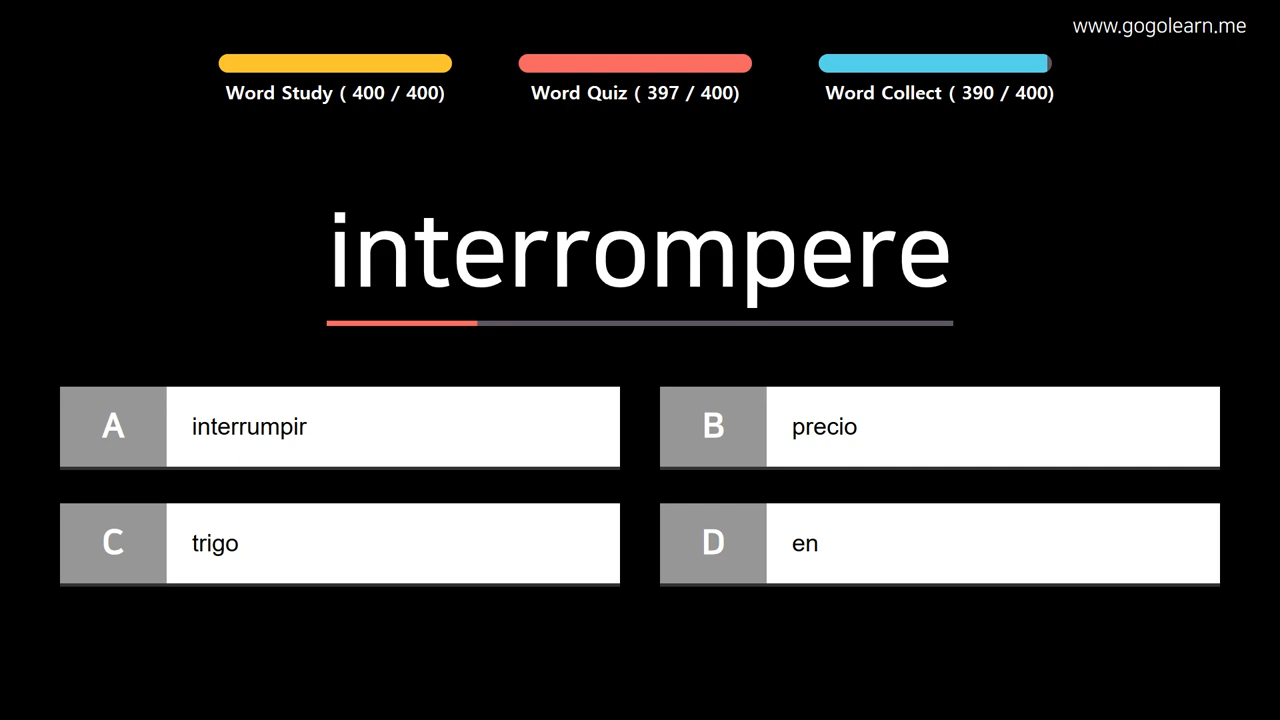 www.gogolearn.me
Word Study ( 400 / 400)
Word Quiz ( 397 / 400)
Word Collect ( 390 / 400)
interrompere
A interrumpir
B precio
C trigo
D en